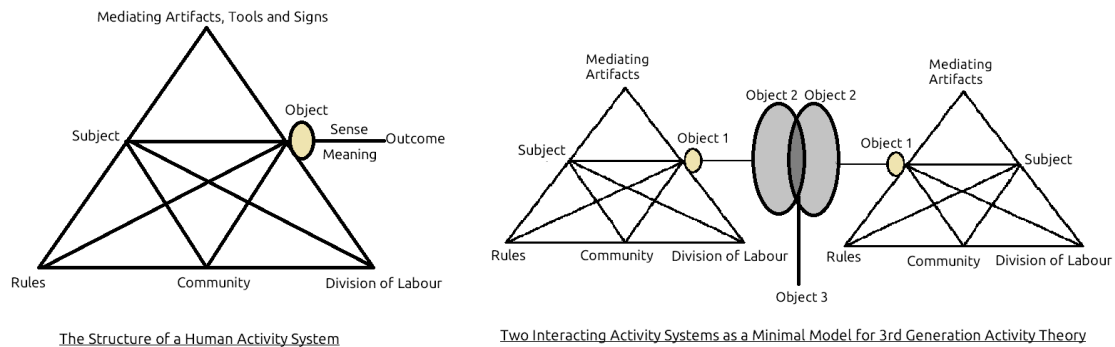 Mediating Artifacts, Tools and Signs
Object
Subject
Sense
Outcome
Meaning
Rules
Community
Division of Labour
The Structure of a Human Activity System
Mediating
Artifacts
Object 2
Object 2
Mediating
Artifacts
Subject
Object 1
Object 1
Subject
Rules
Community
Division of Labour
Rules
Community
Division of Labour
Object 3
Two Interacting Activity Systems as a Minimal Model for 3rd Generation Activity Theory